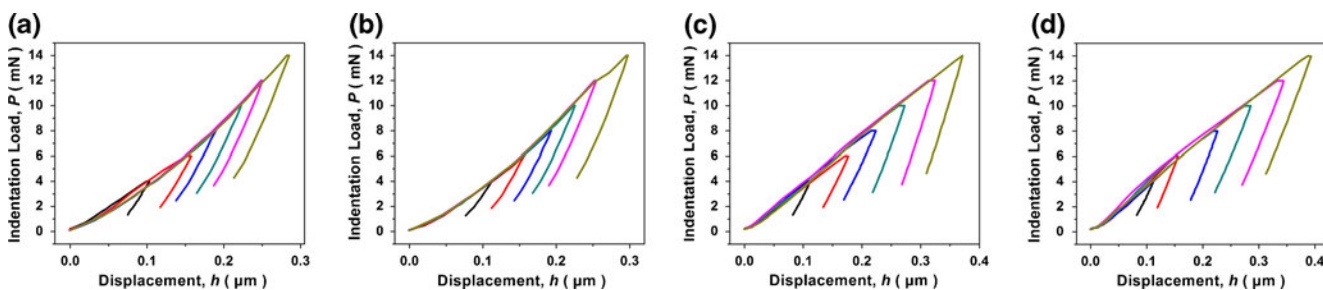 (a)
Indentation Load, P ( mN )
14
12
10
8
6
4
2
0
0.0 0.1 0.2 0.3
Displacement, h ( μm )
(b)
Indentation Load, P ( mN )
14
12
10
8
6
4
2
0
0.0 0.1 0.2 0.3
Displacement, h ( μm )
(c)
Indentation Load, P ( mN )
14
12
10
8
6
4
2
0
0.0 0.1 0.2 0.3 0.4
Displacement, h ( μm )
(d)
Indentation Load, P ( mN )
14
12
10
8
6
4
2
0
0.0 0.1 0.2 0.3 0.4
Displacement, h ( μm )